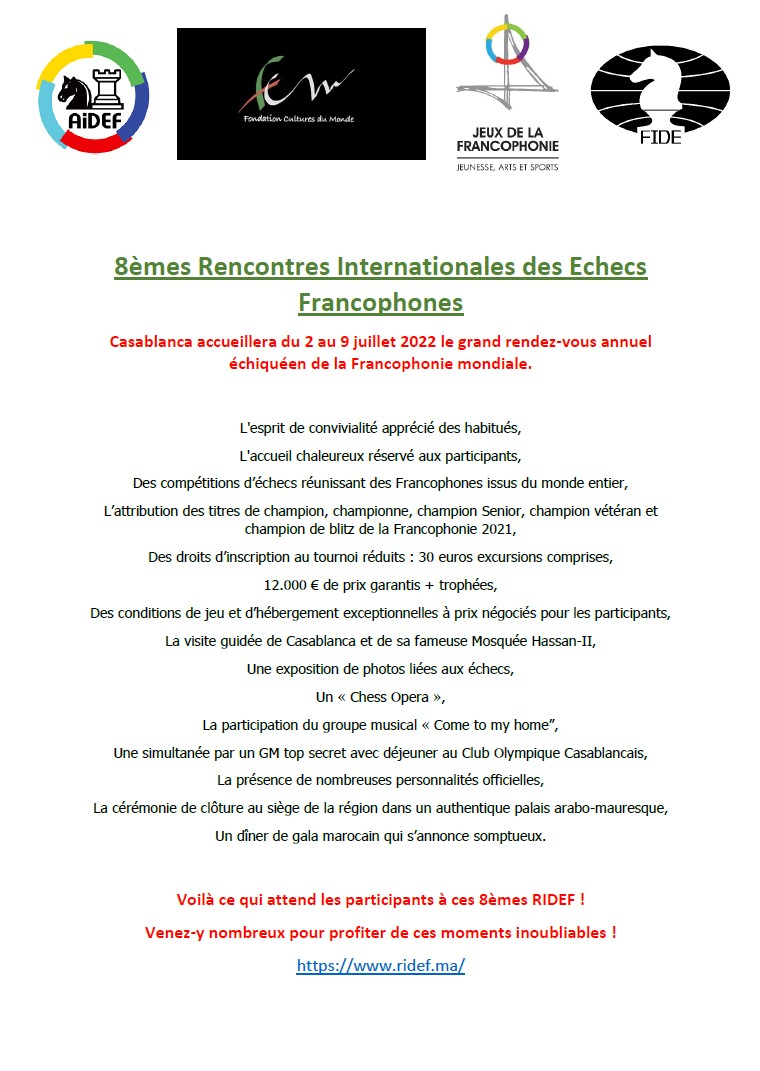 AIDEF
fcm
Fondation Cultures du Monde
JEUX DE LA
FRANCOPHONIE
JEUNESSE, ARTS ET SPORTS
FIDE
8èmes Rencontres Internationales des Echecs
Francophones
Casablanca accueillera du 2 au 9 juillet 2022 le grand rendez-vous annuel
échiquéen de la Francophonie mondiale.
L'esprit de convivialité apprécié des habitués,
L'accueil chaleureux réservé aux participants,
Des compétitions d’échecs réunissant des Francophones issus du monde entier,
L’attribution des titres de champion, championne, champion Senior, champion vétéran et
champion de blitz de la Francophonie 2021,
Des droits d’inscription au tournoi réduits : 30 euros excursions comprises,
12.000 € de prix garantis + trophées,
Des conditions de jeu et d’hébergement exceptionnelles à prix négociés pour les participants,
La visite guidée de Casablanca et de sa fameuse Mosquée Hassan-II,
Une exposition de photos liées aux échecs,
Un « Chess Opera »,
La participation du groupe musical « Come to my home”,
Une simultanée par un GM top secret avec déjeuner au Club Olympique Casablancais,
La présence de nombreuses personnalités officielles,
La cérémonie de clôture au siège de la région dans un authentique palais arabo-mauresque,
Un dîner de gala marocain qui s’annonce somptueux.
Voilà ce qui attend les participants à ces 8èmes RIDEF !
Venez-y nombreux pour profiter de ces moments inoubliables !
https://www.ridef.ma/